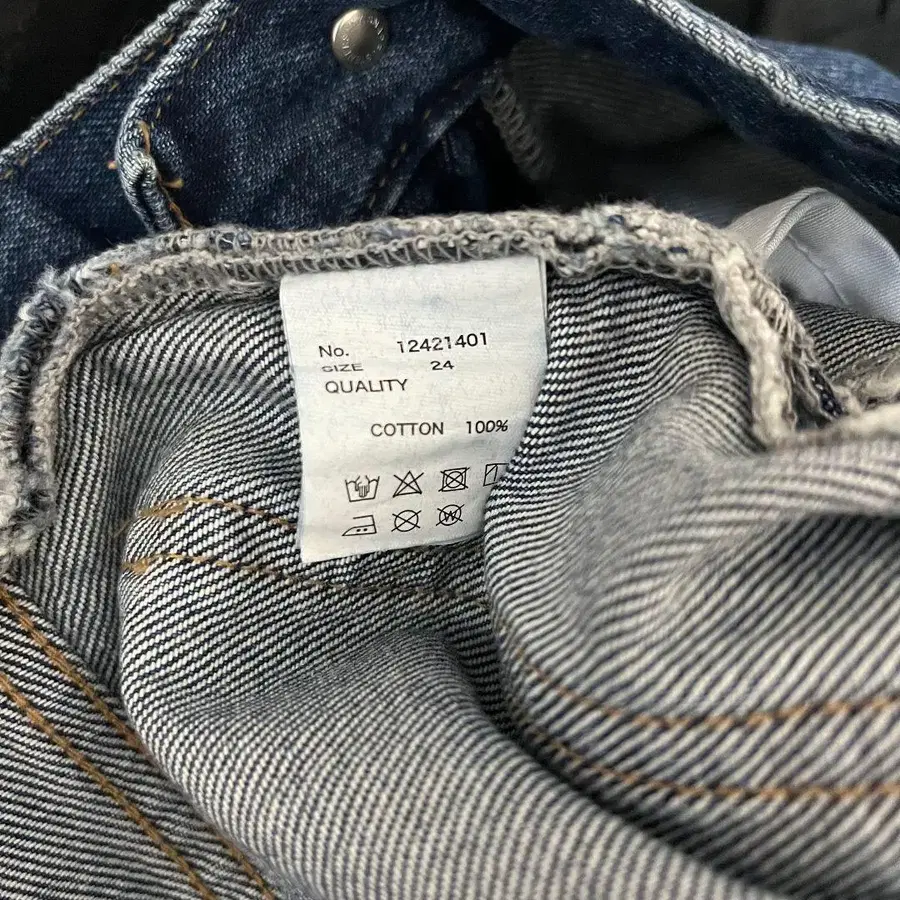 No. 12421401
SIZE 24
QUALITY
COTTON 100%